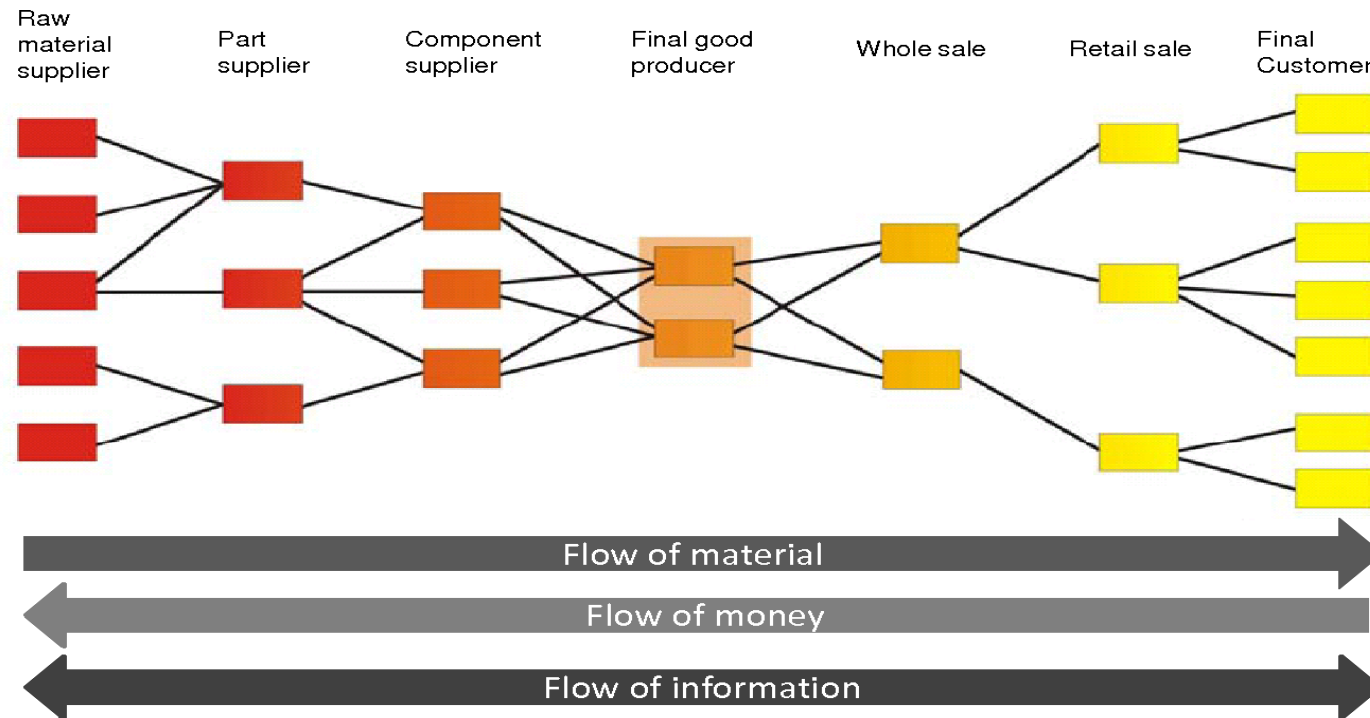 Raw
material
supplier
Part
supplier
Component
supplier
Final good
producer
Whole sale
Retail sale
Final
Customer
Flow of material
Flow of money
Flow of information